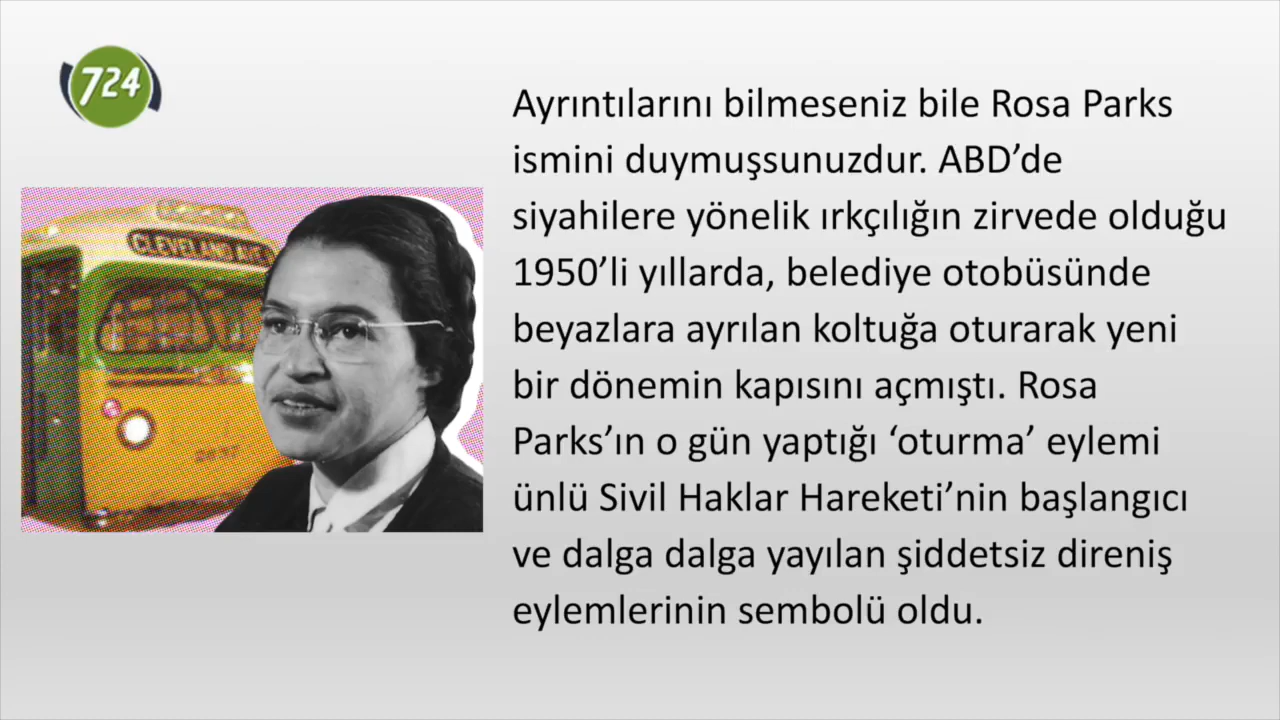 724
CLEVELAND AVE
2857
Ayrıntılarını bilmeseniz bile Rosa Parks
ismini duymuşsunuzdur. ABD’de
siyahilere yönelik ırkçılığın zirvede olduğu
1950’li yıllarda, belediye otobüsünde
beyazlara ayrılan koltuğa oturarak yeni
bir dönemin kapısını açmıştı. Rosa
Parks’ın o gün yaptığı ‘oturma’ eylemi
ünlü Sivil Haklar Hareketi’nin başlangıcı
ve dalga dalga yayılan şiddetsiz direniş
eylemlerinin sembolü oldu.